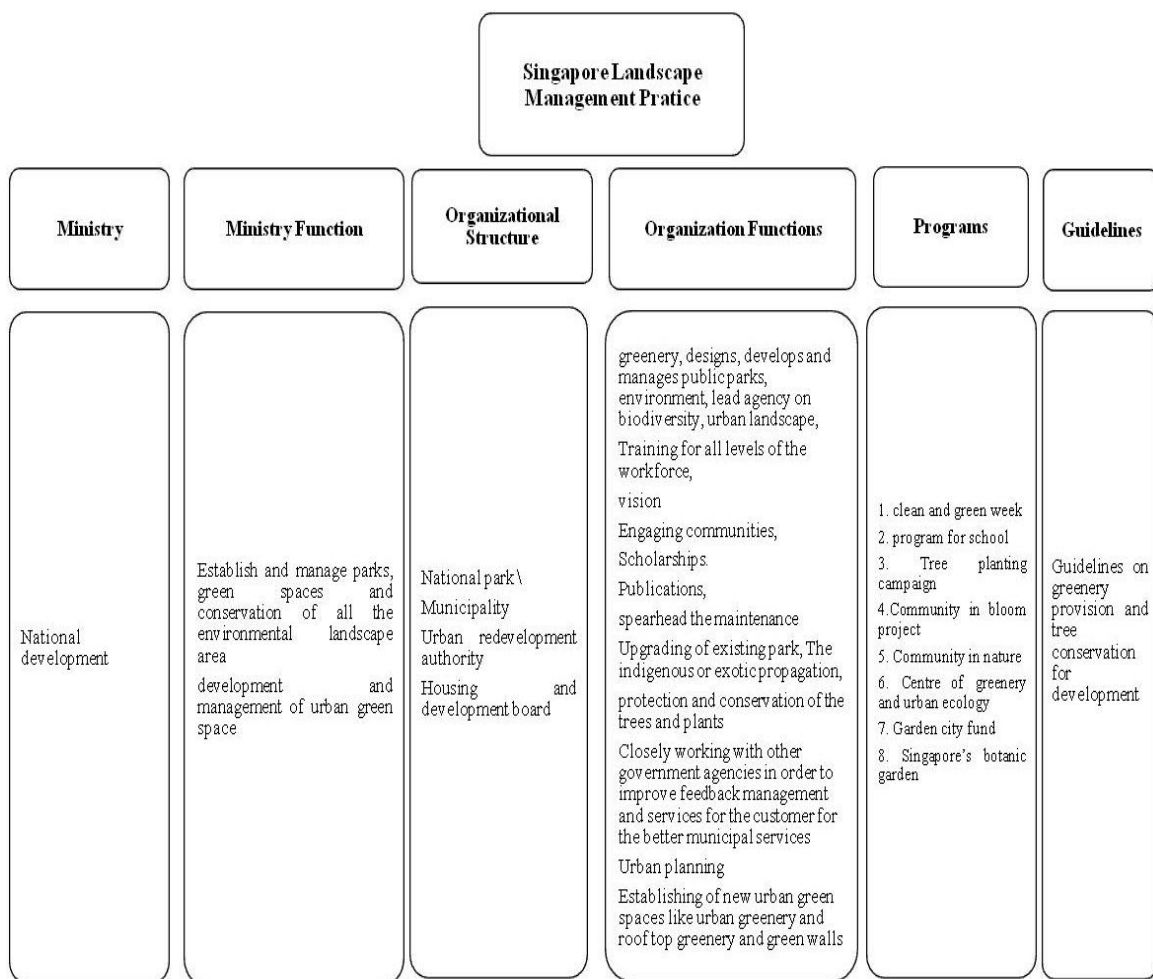 Singapore Landscape
Management Pratice
Ministry
Ministry Function
Organizational
Structure
Organization Functions
Programs
Guidelines
National
development
Establish and manage parks,
green spaces and
conservation of all the
environmental landscape
area
development and
management of urban green
space
National park\
Municipality
Urban redevelopment
authority
Housing and
development board
greenery, designs, develops and
manages public parks,
environment, lead agency on
biodiversity, urban landscape,
Training for all levels of the
workforce,
vision
Engaging communities,
Scholarships.
Publications,
spearhead the maintenance
Upgrading of existing park, The
indigenous or exotic propagation,
protection and conservation of the
trees and plants
Closely working with other
government agencies in order to
improve feedback management
and services for the customer for
the better municipal services
Urban planning
Establishing of new urban green
spaces like urban greenery and
roof top greenery and green walls
1. clean and green week
2. program for school
3. Tree planting
campaign
4.Community in bloom
project
5. Community in nature
6. Centre of greenery
and urban ecology
7. Garden city fund
8. Singapore’s botanic
garden
Guidelines on
greenery
provision and
tree
conservation
for
development